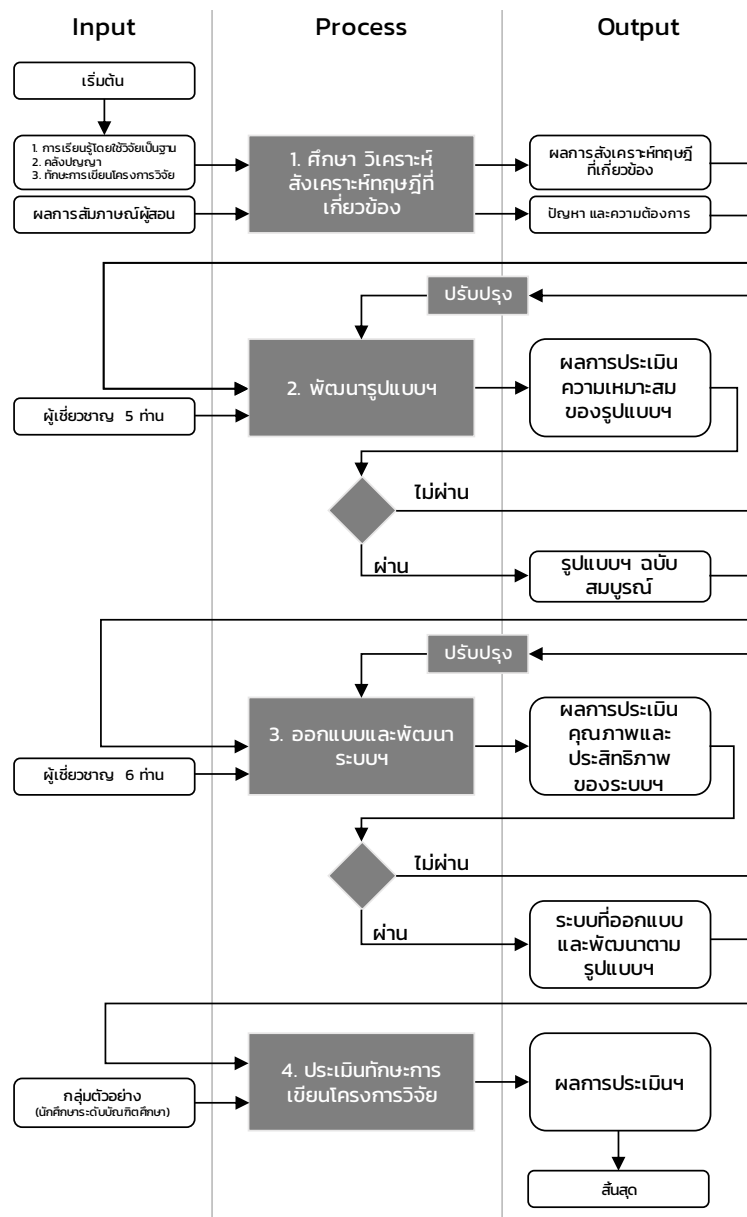 Input
Process
Output
เริ่มต้น
1. การเรียนรู้โดยใช้วิจัยเป็นฐาน
2. คลังปัญญา
3. ทักษะการเขียนโครงการวิจัย
1. ศึกษา วิเคราะห์
สังเคราะห์ทฤษฎีที่
เกี่ยวข้อง
ผลการสังเคราะห์ทฤษฎี
ที่เกี่ยวข้อง
ผลการสัมภาษณ์ผู้สอน
ปัญหา และความต้องการ
ปรับปรุง
2. พัฒนารูปแบบฯ
ผลการประเมิน
ความเหมาะสม
ของรูปแบบฯ
ผู้เชี่ยวชาญ 5 ท่าน
ไม่ผ่าน
ผ่าน
รูปแบบฯ ฉบับ
สมบูรณ์
ปรับปรุง
3. ออกแบบและพัฒนา
ระบบฯ
ผลการประเมิน
คุณภาพและ
ประสิทธิภาพ
ของระบบฯ
ผู้เชี่ยวชาญ 6 ท่าน
ไม่ผ่าน
ผ่าน
ระบบที่ออกแบบ
และพัฒนาตาม
รูปแบบฯ
4. ประเมินทักษะการ
เขียนโครงการวิจัย
ผลการประเมินฯ
กลุ่มตัวอย่าง
(นักศึกษาระดับบัณฑิตศึกษา)
สิ้นสุด